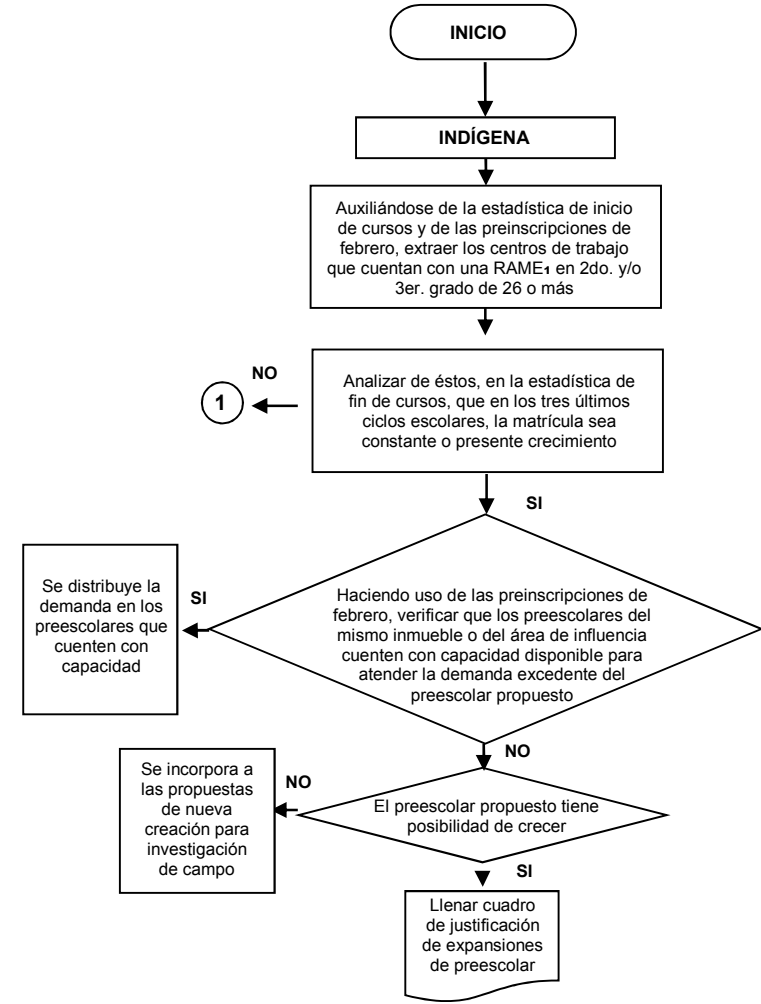 INICIO
INDÍGENA
Auxiliándose de la estadística de inicio
de cursos y de las preinscripciones de
febrero, extraer los centros de trabajo
que cuentan con una RAME₁ en 2do. y/o
3er. grado de 26 o más
NO
1
Analizar de éstos, en la estadística de
fin de cursos, que en los tres últimos
ciclos escolares, la matrícula sea
constante o presente crecimiento
SI
Se distribuye la
demanda en los
preescolares que
cuenten con
capacidad
SI
Haciendo uso de las preinscripciones de
febrero, verificar que los preescolares del
mismo inmueble o del área de influencia
cuenten con capacidad disponible para
atender la demanda excedente del
preescolar propuesto
NO
Se incorpora a
las propuestas
de nueva
creación para
investigación
de campo
NO
El preescolar propuesto tiene
posibilidad de crecer
SI
Llenar cuadro
de justificación
de expansiones
de preescolar